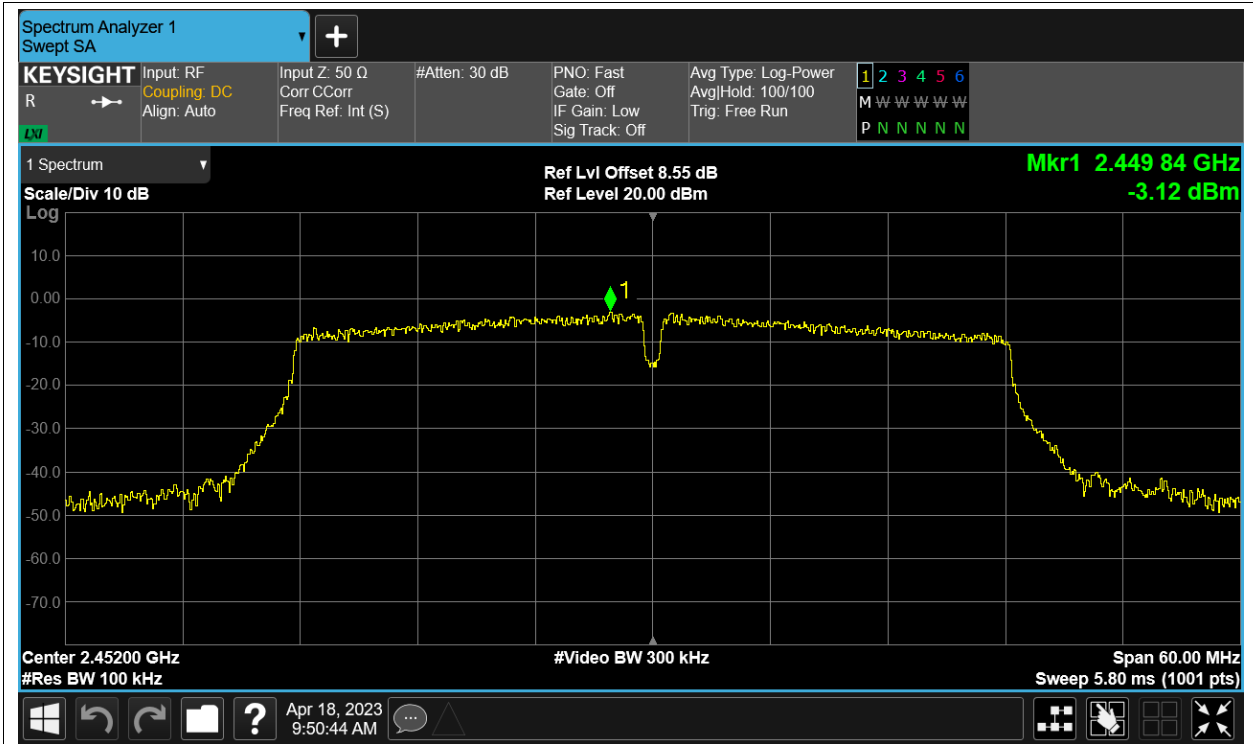 Spectrum Analyzer 1
Swept SA
KEYSIGHT
R
LXI
Input: RF
Coupling: DC
Align: Auto
Input Z: 50 Ω
Corr CCorr
Freq Ref: Int (S)
#Atten: 30 dB
PNO: Fast
Gate: Off
IF Gain: Low
Sig Track: Off
Avg Type: Log-Power
Avg|Hold: 100/100
Trig: Free Run
1 2 3 4 5 6
M W W W W W
P N N N N N
1 Spectrum
Scale/Div 10 dB
Log
Ref Lvl Offset 8.55 dB
Ref Level 20.00 dBm
Mkr1 2.449 84 GHz
-3.12 dBm
10.0
0.00
-10.0
-20.0
-30.0
-40.0
-50.0
-60.0
-70.0
1
Center 2.45200 GHz
#Res BW 100 kHz
#Video BW 300 kHz
Span 60.00 MHz
Sweep 5.80 ms (1001 pts)
?
Apr 18, 2023
9:50:44 AM